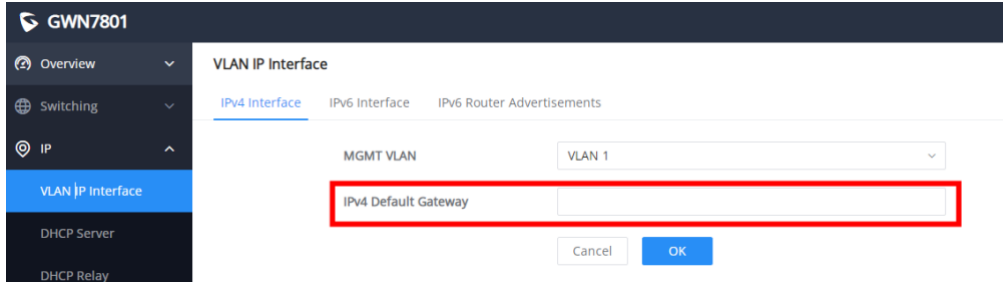 GWN7801
Overview
VLAN IP Interface
IPv4 Interface IPv6 Interface IPv6 Router Advertisements
Switching
IP
MGMT VLAN VLAN 1
VLAN IP Interface
IPv4 Default Gateway
DHCP Server
Cancel OK
DHCP Relay